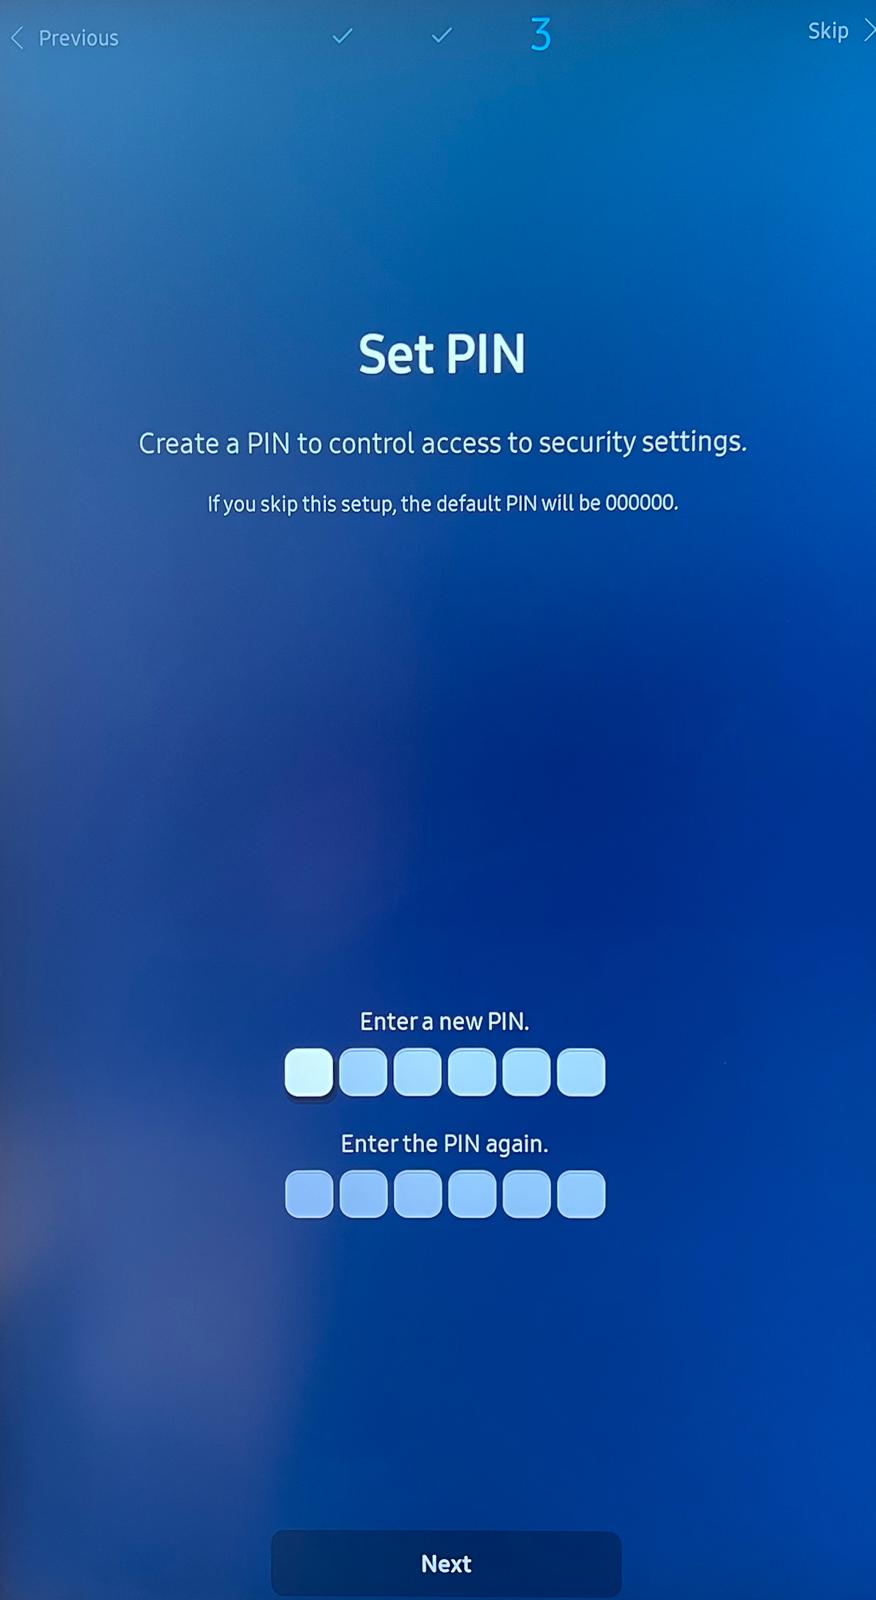 Previous
3
Skip
Set PIN
Create a PIN to control access to security settings.
If you skip this setup, the default PIN will be 000000.
Enter a new PIN.
Enter the PIN again.
Next